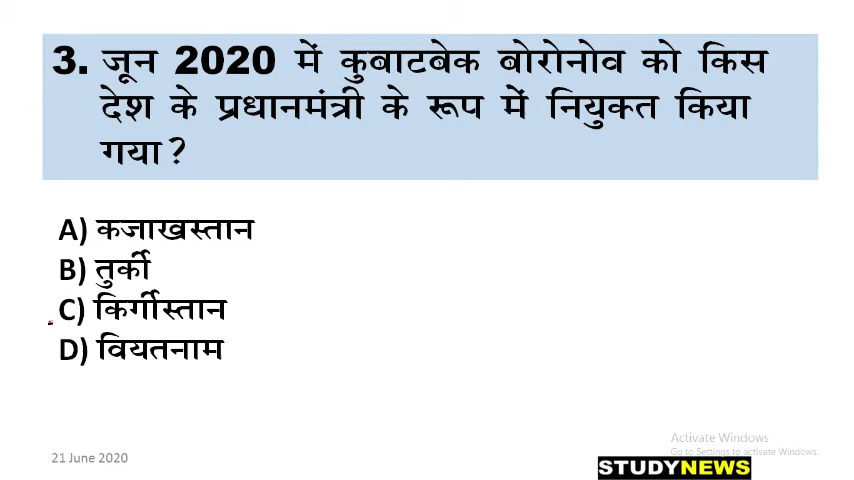 3. जून 2020 में कुबाटबेक बोरोनोव को किस
देश के प्रधानमंत्री के रूप में नियुक्त किया
गया?
A) कजाखस्तान
B) तुर्की
C) किर्गीस्तान
D) वियतनाम
Activate Windows
Go to Settings to activate Windows.
21 June 2020
STUDYNEWS